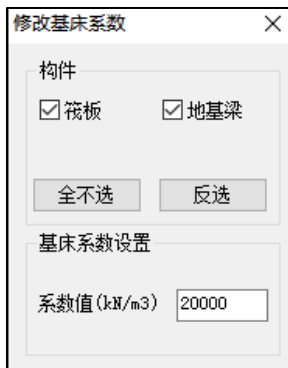 修改基床系数
构件
筏板 地基梁
全不选 反选
基床系数设置
系数值(kN/m3) 20000